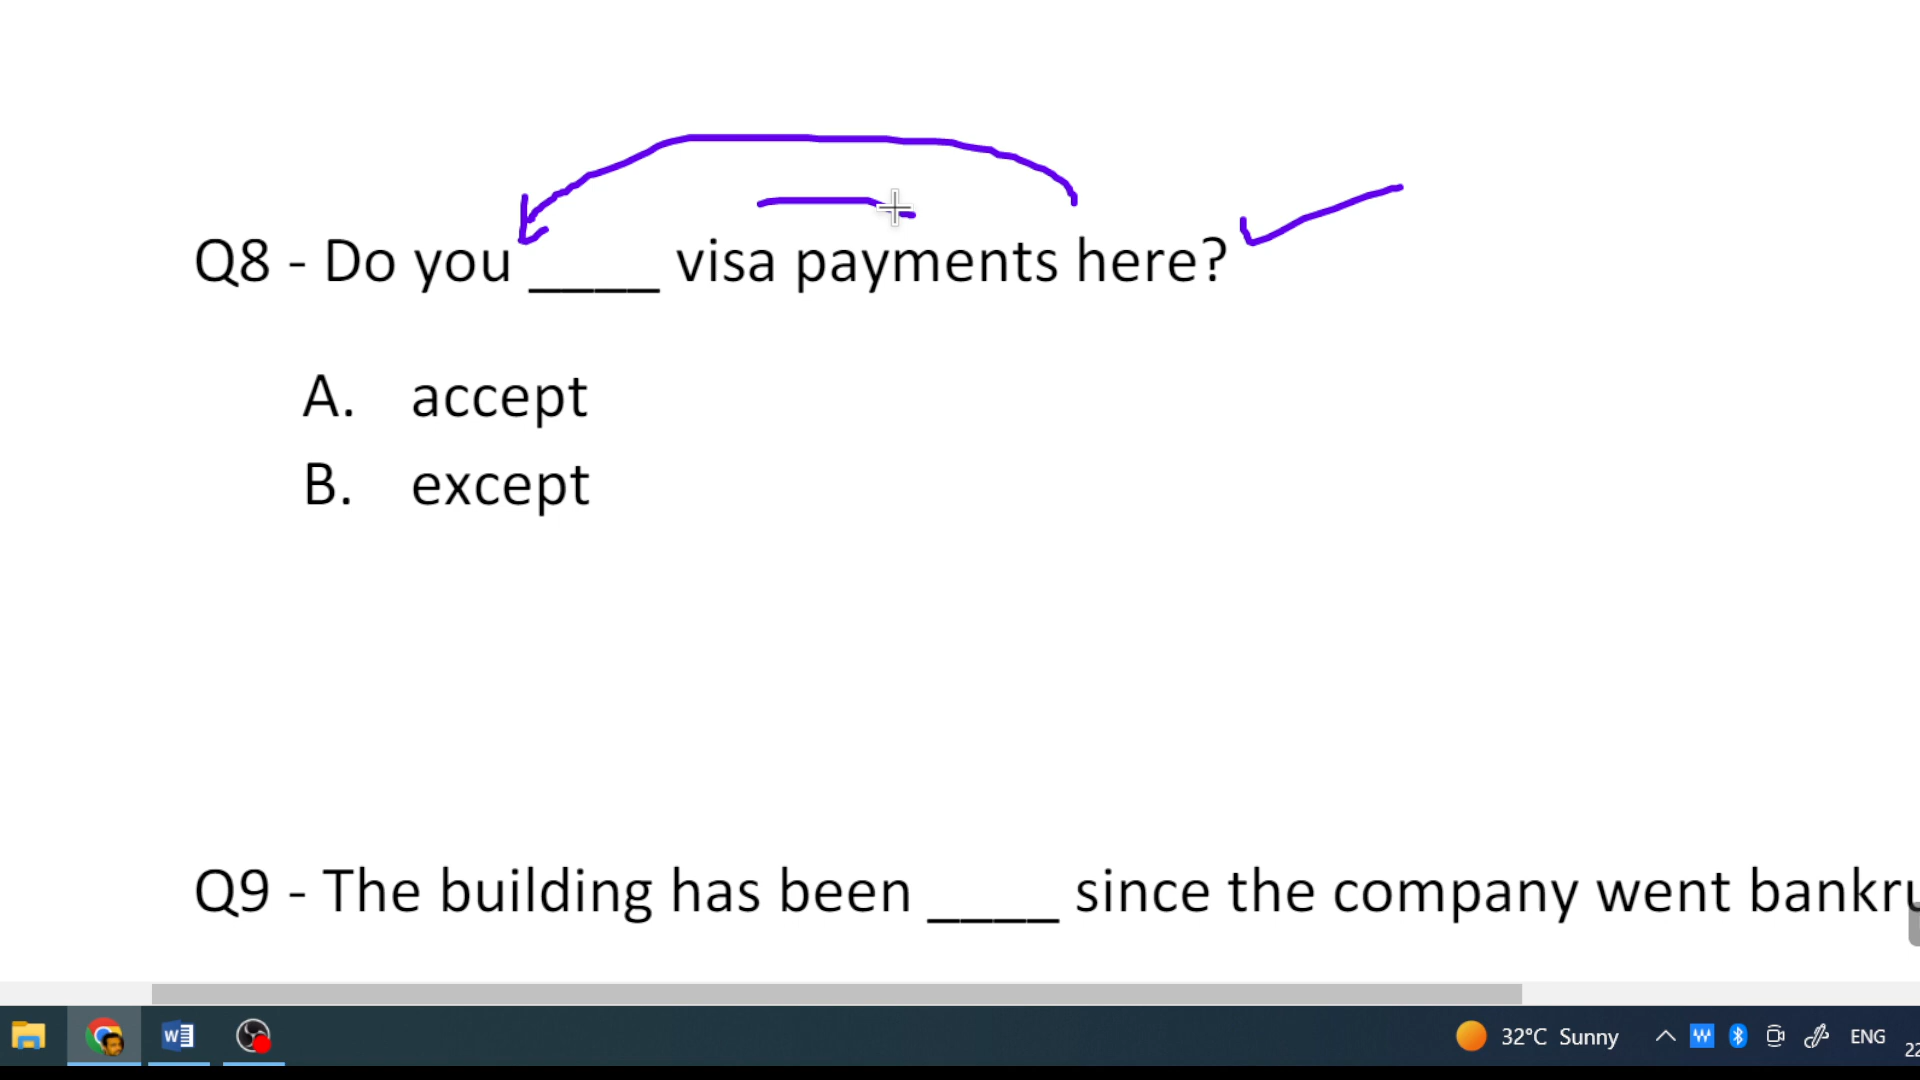 Q8 - Do you ____ visa payments here?
A. accept
B. except
Q9 - The building has been ____ since the company went bankru
32°C Sunny
ENG
22